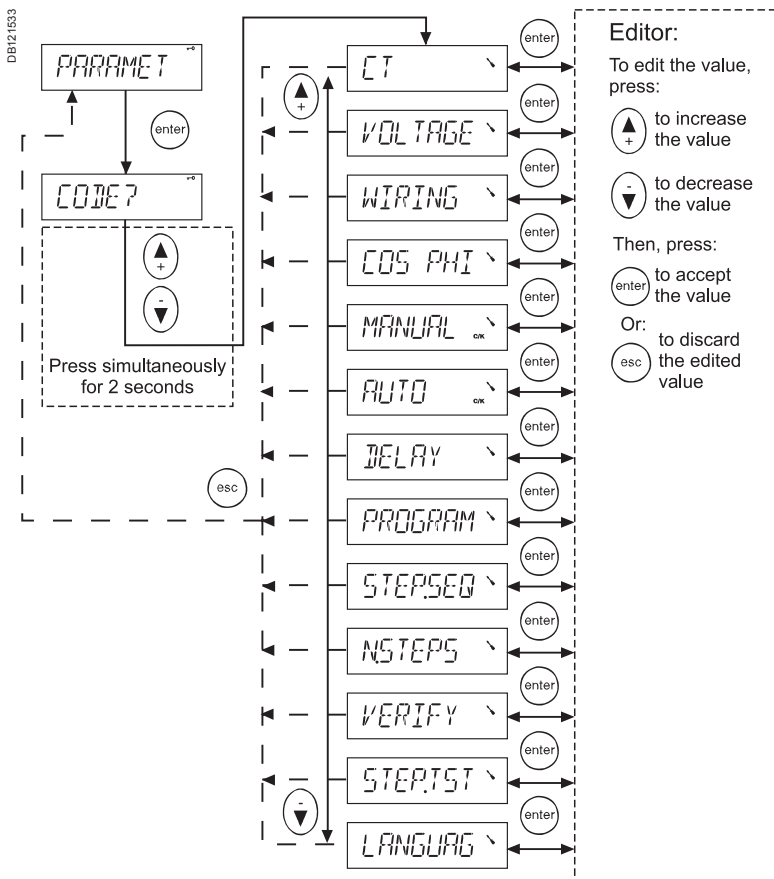 DB121533
PARAMET
enter
CODE?
+
-
Press simultaneously
for 2 seconds
esc
+
-
CT
enter
VOLTAGE
enter
WIRING
enter
COS PHI
enter
MANUAL C/K
enter
AUTO C/K
enter
DELAY
enter
PROGRAM
enter
STEP.SEQ
enter
N.STEPS
enter
VERIFY
enter
STEP.TST
enter
LANGUAG
enter
Editor:
To edit the value,
press:
+ to increase
the value
- to decrease
the value
Then, press:
enter to accept
the value
Or:
esc to discard
the edited
value